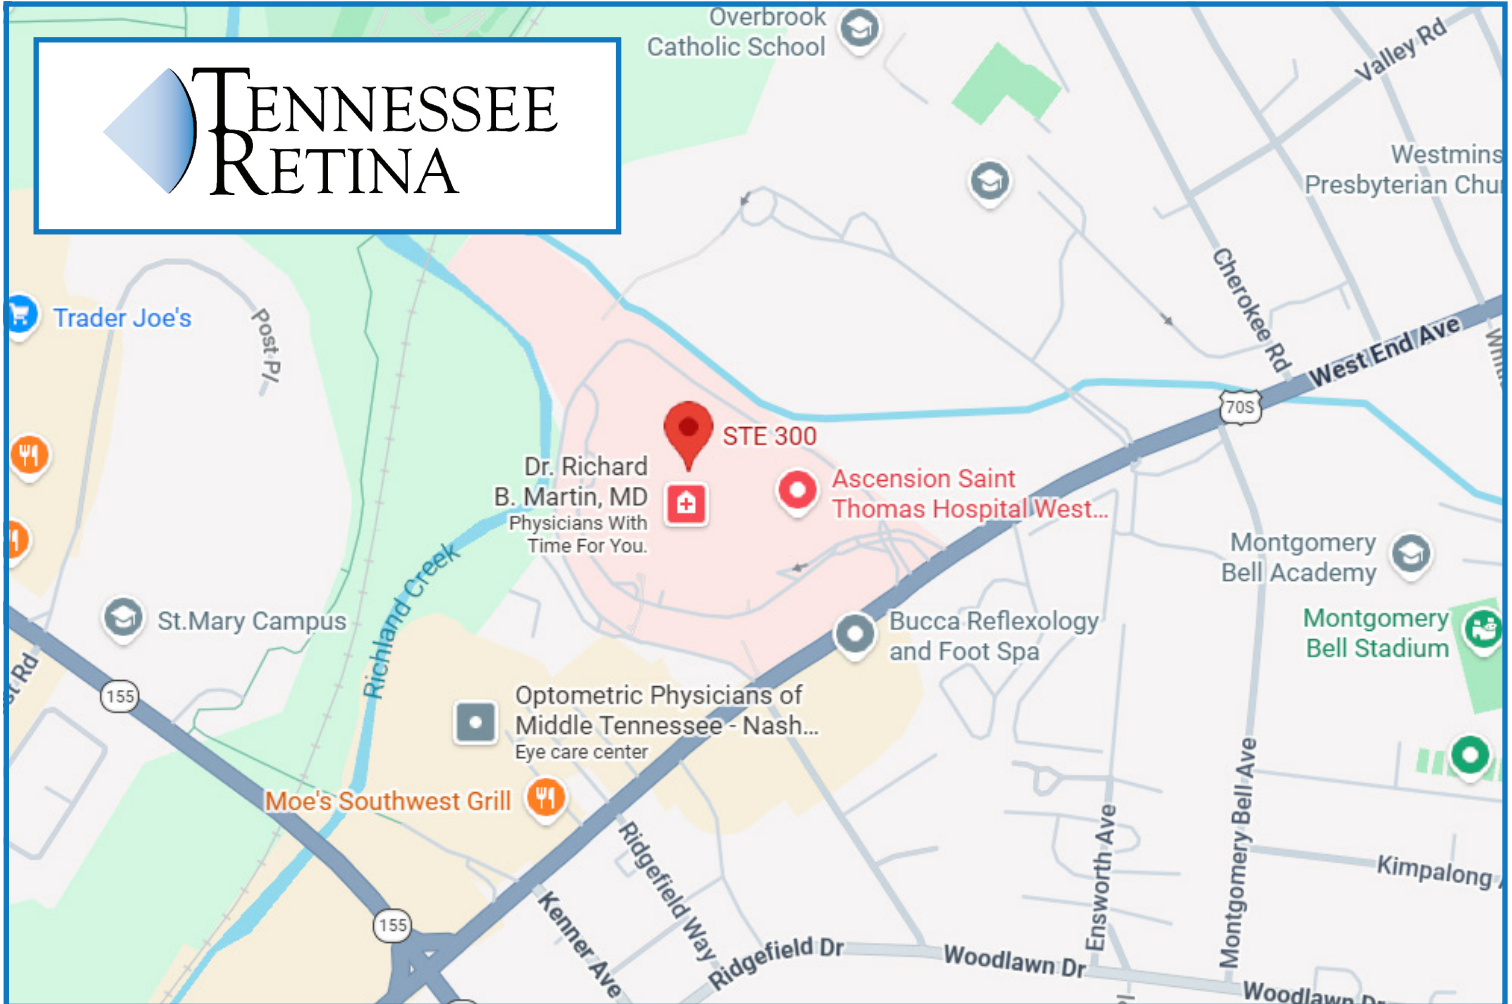 TENNESSEE
RETINA
Overbrook
Catholic School
Valley Rd
Westmins
Presbyterian Chu
Trader Joe's
Post Pl
Cherokee Rd
West End Ave
70S
STE 300
Dr. Richard
B. Martin, MD
Physicians With
Time For You.
Ascension Saint
Thomas Hospital West...
Montgomery
Bell Academy
Richland Creek
St.Mary Campus
Bucca Reflexology
and Foot Spa
Montgomery
Bell Stadium
st Rd
155
Optometric Physicians of
Middle Tennessee - Nash...
Eye care center
Moe's Southwest Grill
Ridgefield Way
Ensworth Ave
Montgomery Bell Ave
Kimpalong
155
Kenner Ave
Ridgefield Dr
Woodlawn Dr
Woodlawn Dr